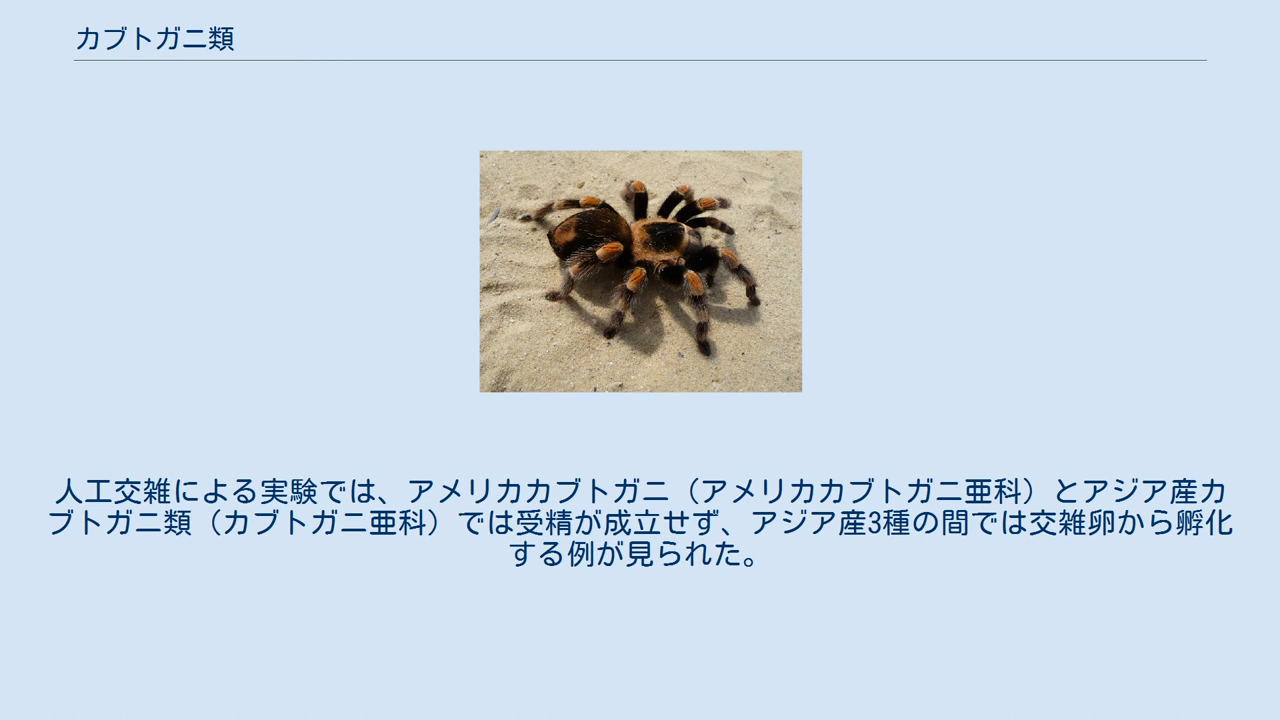 カブトガニ類
人工交雑による実験では、アメリカカブトガニ（アメリカカブトガニ亜科）とアジア産カ
ブトガニ類（カブトガニ亜科）では受精が成立せず、アジア産3種の間では交雑卵から孵化
する例が見られた。